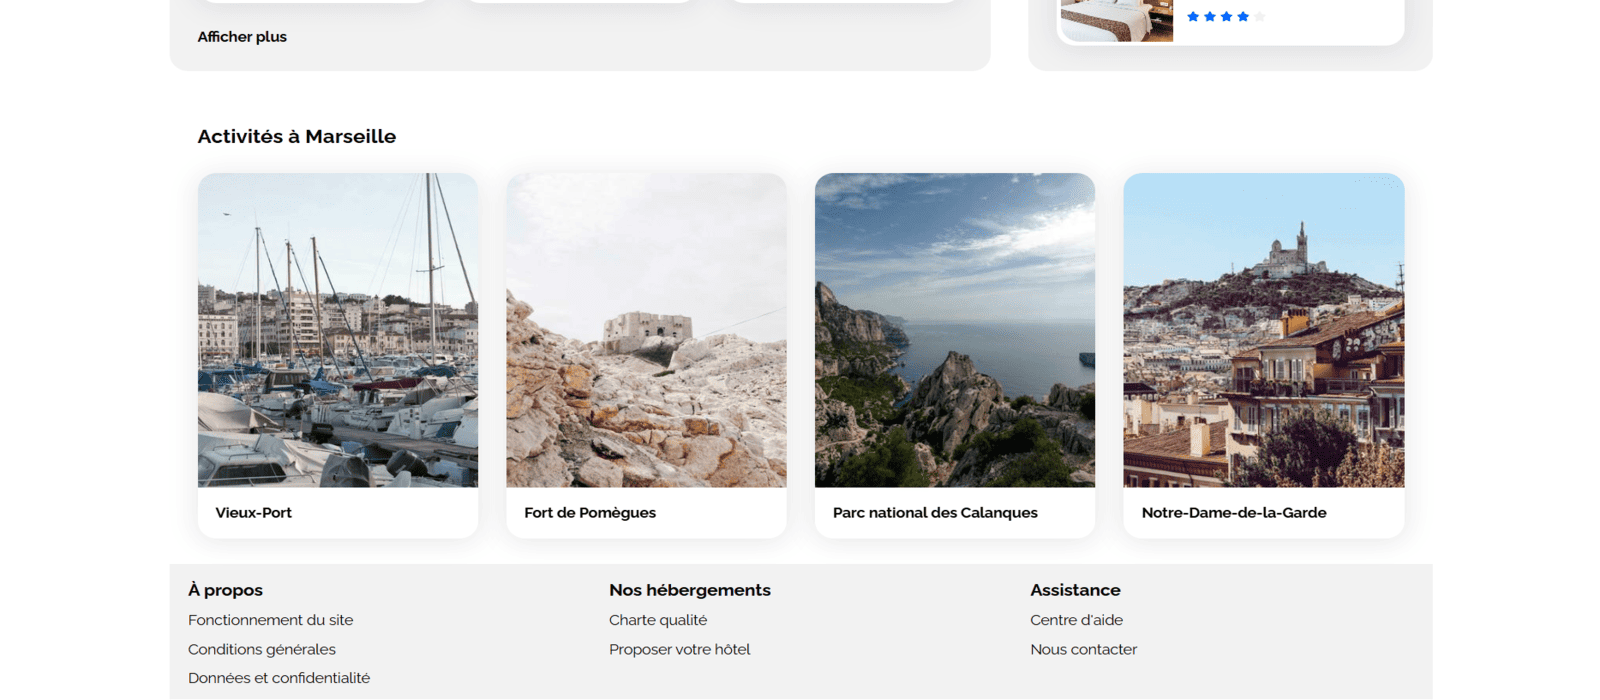 Afficher plus
Activités à Marseille
Vieux-Port
Fort de Pomègues
Parc national des Calanques
Notre-Dame-de-la-Garde
À propos
Fonctionnement du site
Conditions générales
Données et confidentialité
Nos hébergements
Charte qualité
Proposer votre hôtel
Assistance
Centre d'aide
Nous contacter